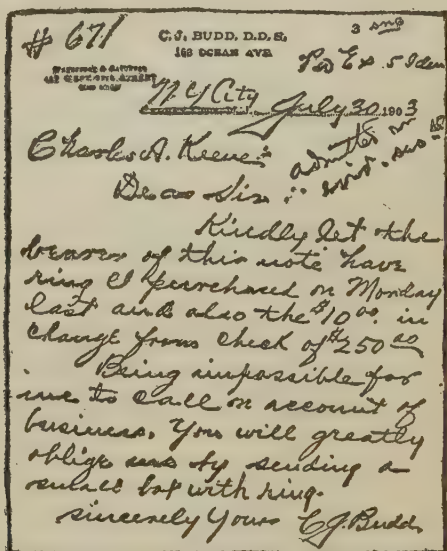 # 671
C. J. BUDD, D.D.S.
168 OCEAN AVE
3
Ex. 5 Iden
N.Y City July 30 1903
admitted in
Charles A. Keene:
Dear Sir:
Kindly let the
bearer of this note have
ring I purchased on Monday
last and also the $10.00 in
change from check of $250.00
Being impossible for
me to call on account of
business. You will greatly
oblige me by sending a
small box with ring.
Sincerely Yours C J. Budd